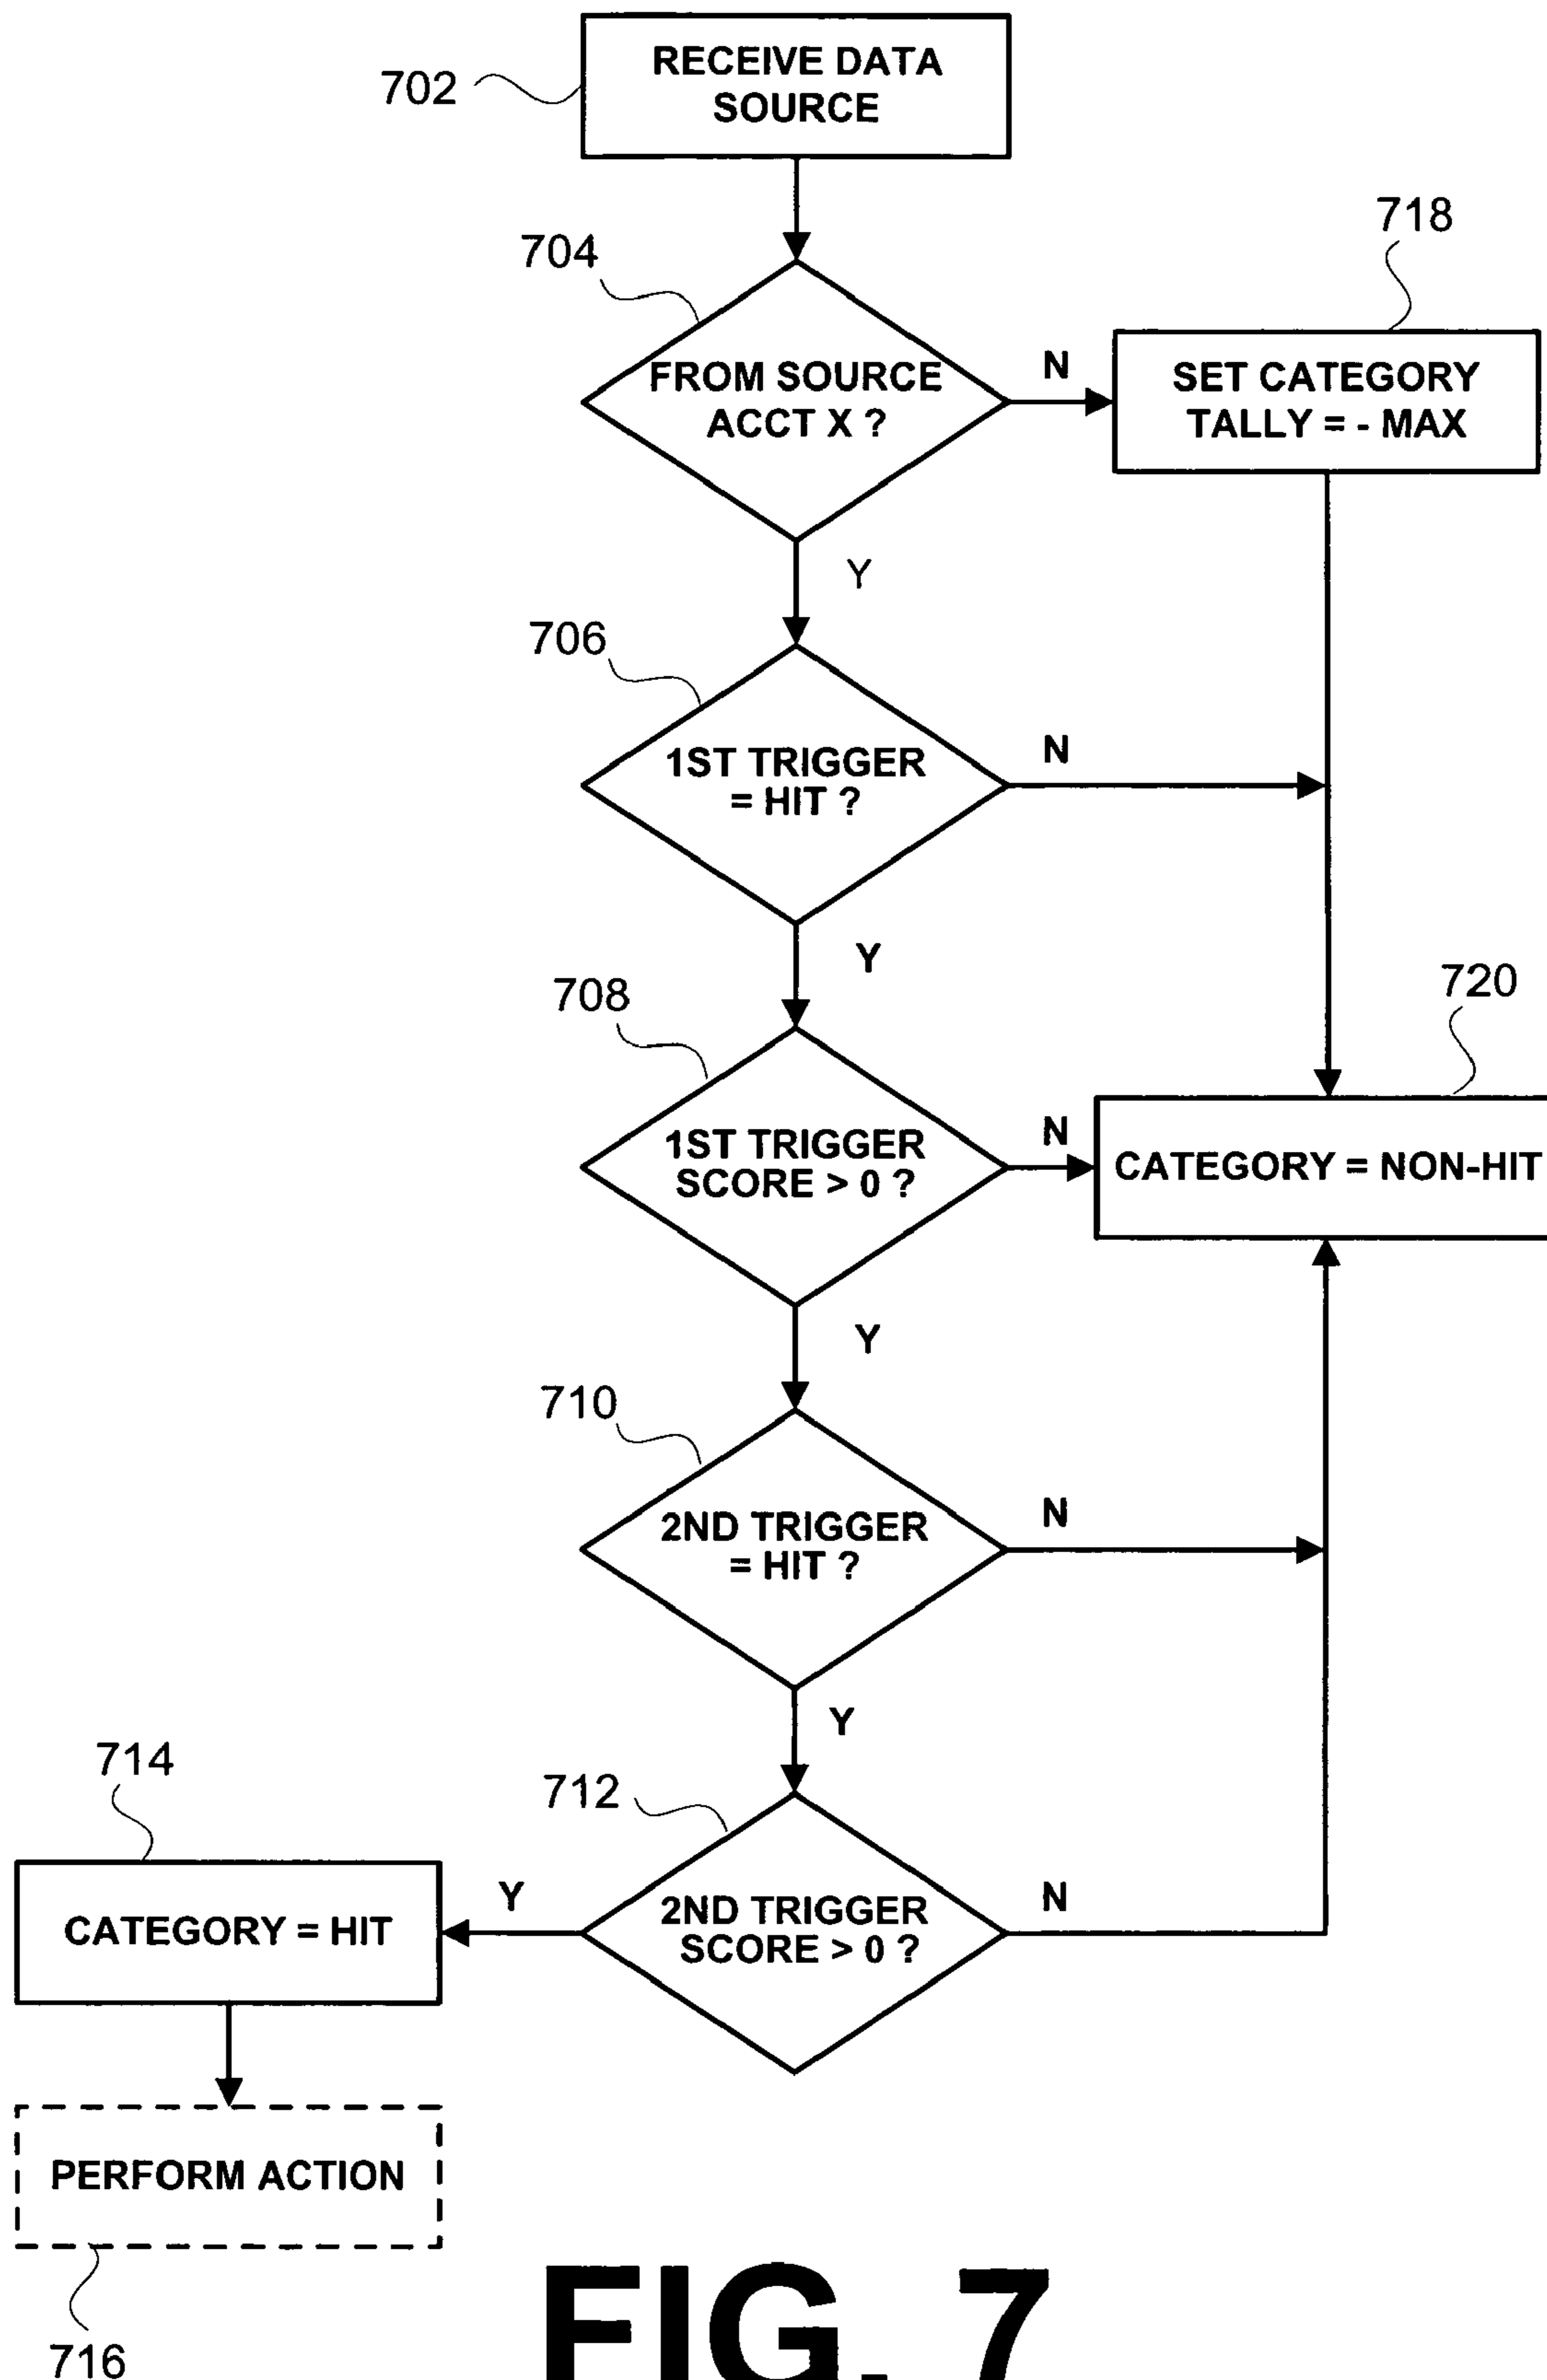 RECEIVE DATA
SOURCE
702
718
704
FROM SOURCE
ACCT X ?
N
SET CATEGORY
TALLY = - MAX
Y
706
1ST TRIGGER
= HIT ?
N
Y
708
720
1ST TRIGGER
SCORE > 0 ?
N
CATEGORY = NON-HIT
Y
710
2ND TRIGGER
= HIT ?
N
Y
714
712
CATEGORY = HIT
Y
2ND TRIGGER
SCORE > 0 ?
N
PERFORM ACTION
716
FIG. 7